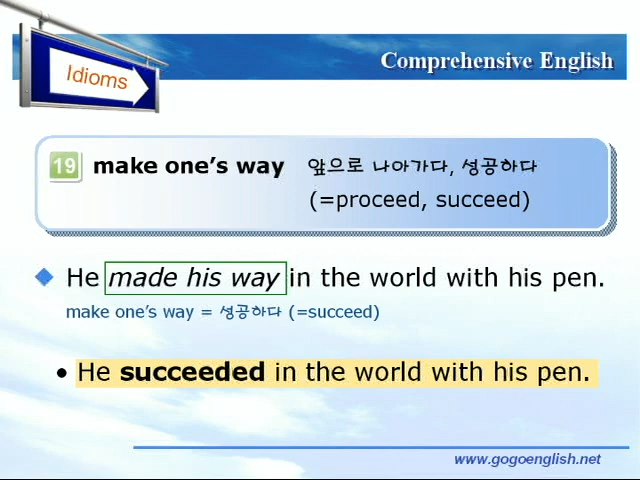 Idioms
Comprehensive English
19 make one's way 앞으로 나아가다, 성공하다
(=proceed, succeed)
He made his way in the world with his pen.
make one's way = 성공하다 (=succeed)
• He succeeded in the world with his pen.
www.gogoenglish.net